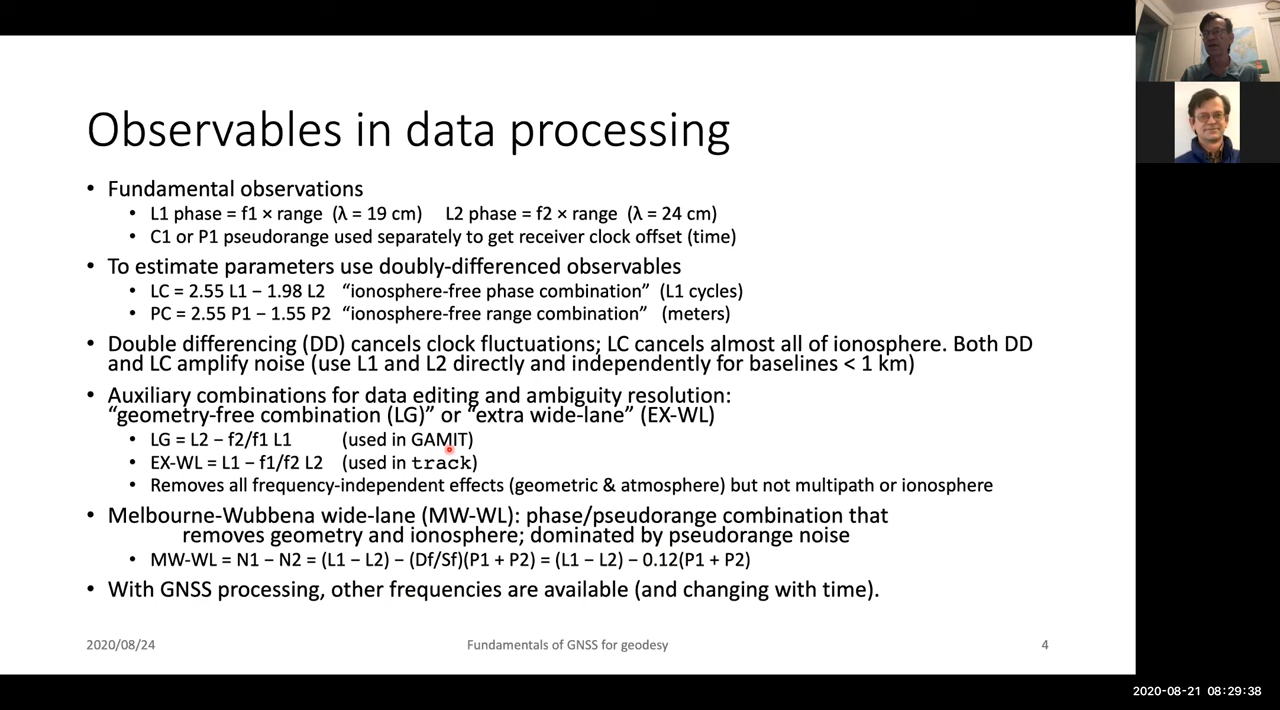 Observables in data processing
• Fundamental observations
• L1 phase = f1 × range (λ = 19 cm) L2 phase = f2 × range (λ = 24 cm)
• C1 or P1 pseudorange used separately to get receiver clock offset (time)
• To estimate parameters use doubly-differenced observables
• LC = 2.55 L1 − 1.98 L2 “ionosphere-free phase combination” (L1 cycles)
• PC = 2.55 P1 − 1.55 P2 “ionosphere-free range combination” (meters)
• Double differencing (DD) cancels clock fluctuations; LC cancels almost all of ionosphere. Both DD
and LC amplify noise (use L1 and L2 directly and independently for baselines < 1 km)
• Auxiliary combinations for data editing and ambiguity resolution:
“geometry-free combination (LG)” or “extra wide-lane” (EX-WL)
• LG = L2 − f2/f1 L1 (used in GAMIT)
• EX-WL = L1 − f1/f2 L2 (used in track)
• Removes all frequency-independent effects (geometric & atmosphere) but not multipath or ionosphere
• Melbourne-Wubbena wide-lane (MW-WL): phase/pseudorange combination that
removes geometry and ionosphere; dominated by pseudorange noise
• MW-WL = N1 − N2 = (L1 − L2) − (Df/Sf)(P1 + P2) = (L1 − L2) − 0.12(P1 + P2)
• With GNSS processing, other frequencies are available (and changing with time).
2020/08/24
Fundamentals of GNSS for geodesy
4
2020-08-21 08:29:38